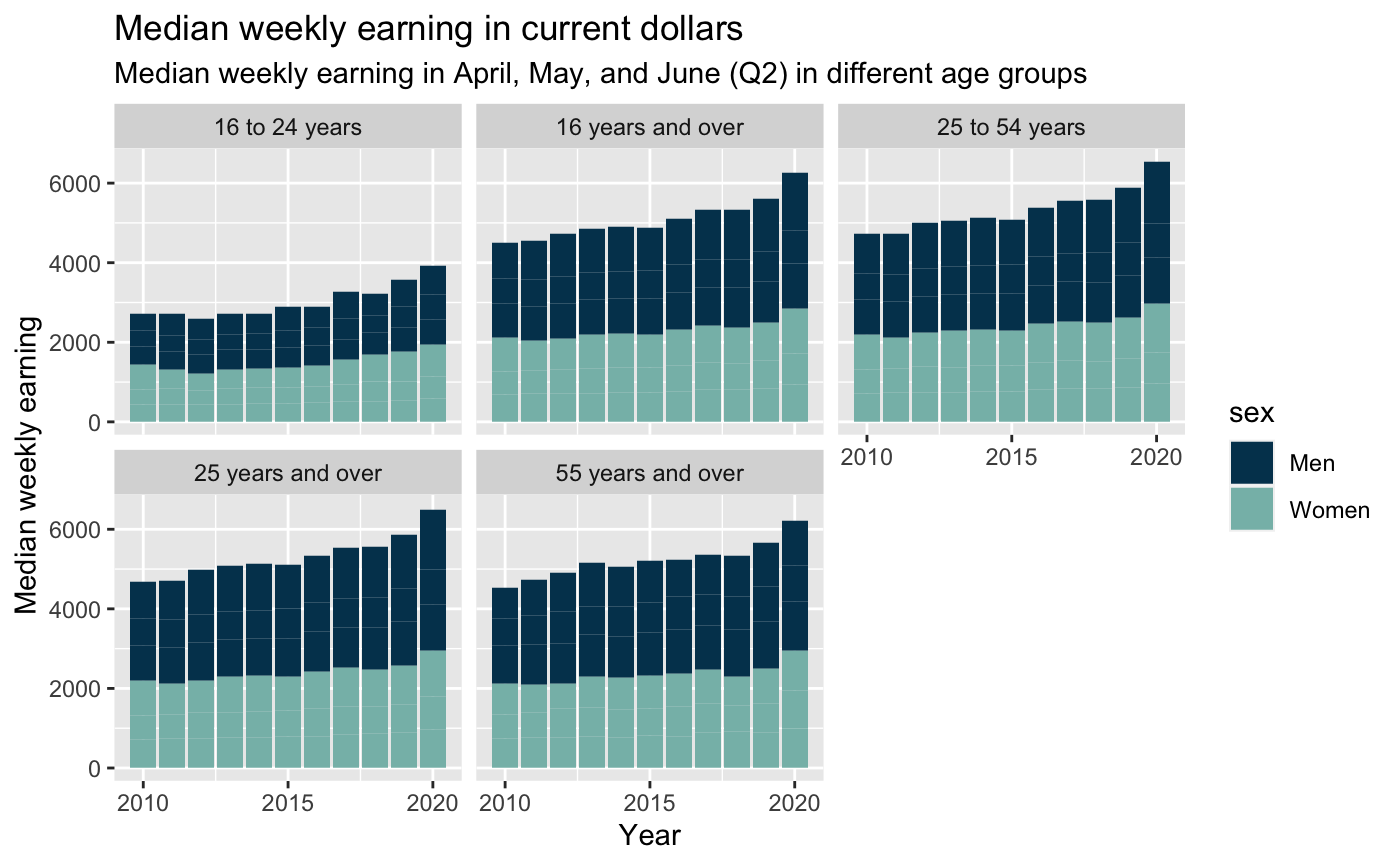 Median weekly earning in current dollars
Median weekly earning in April, May, and June (Q2) in different age groups
16 to 24 years
16 years and over
25 to 54 years
6000
4000
2000
0
2010
2015
2020
25 years and over
55 years and over
6000
4000
2000
0
2010
2015
2020
2010
2015
2020
Year
Median weekly earning
sex
Men
Women